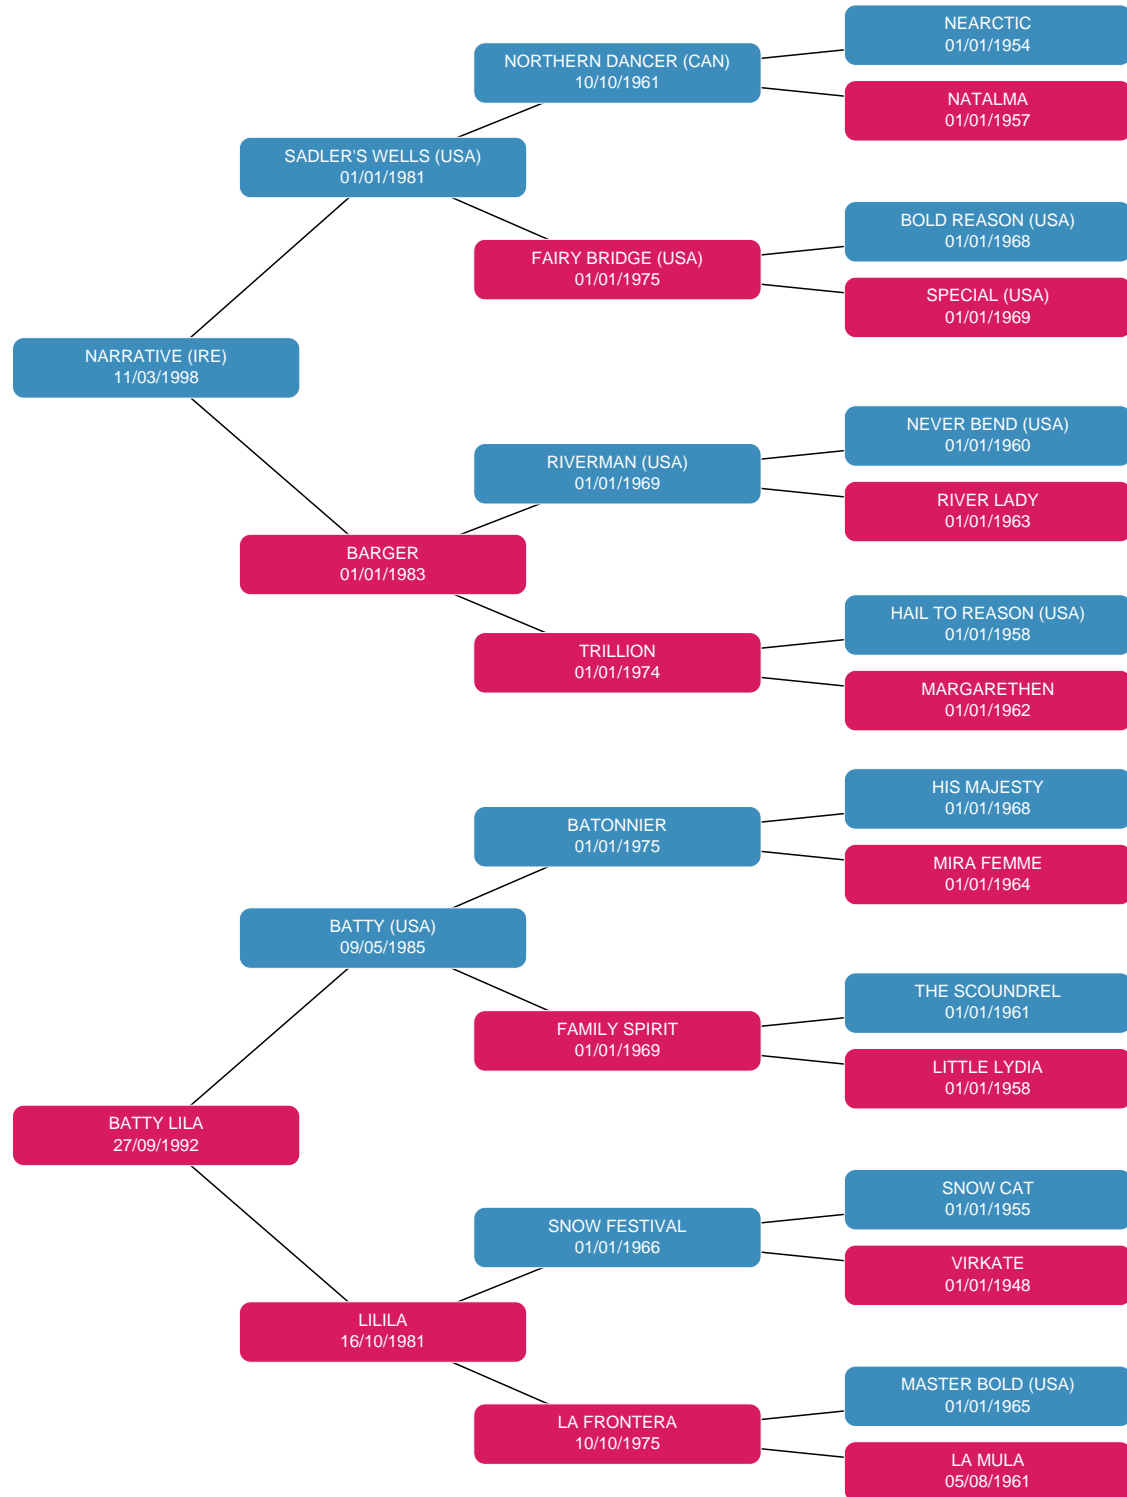 NEARCTIC
01/01/1954
NORTHERN DANCER (CAN)
10/10/1961
NATALMA
01/01/1957
SADLER'S WELLS (USA)
01/01/1981
BOLD REASON (USA)
01/01/1968
FAIRY BRIDGE (USA)
01/01/1975
SPECIAL (USA)
01/01/1969
NARRATIVE (IRE)
11/03/1998
NEVER BEND (USA)
01/01/1960
RIVERMAN (USA)
01/01/1969
RIVER LADY
01/01/1963
BARGER
01/01/1983
HAIL TO REASON (USA)
01/01/1958
TRILLION
01/01/1974
MARGARETHEN
01/01/1962
HIS MAJESTY
01/01/1968
BATONNIER
01/01/1975
MIRA FEMME
01/01/1964
BATTY (USA)
09/05/1985
THE SCOUNDREL
01/01/1961
FAMILY SPIRIT
01/01/1969
LITTLE LYDIA
01/01/1958
BATTY LILA
27/09/1992
SNOW CAT
01/01/1955
SNOW FESTIVAL
01/01/1966
VIRKATE
01/01/1948
LILILA
16/10/1981
MASTER BOLD (USA)
01/01/1965
LA FRONTERA
10/10/1975
LA MULA
05/08/1961